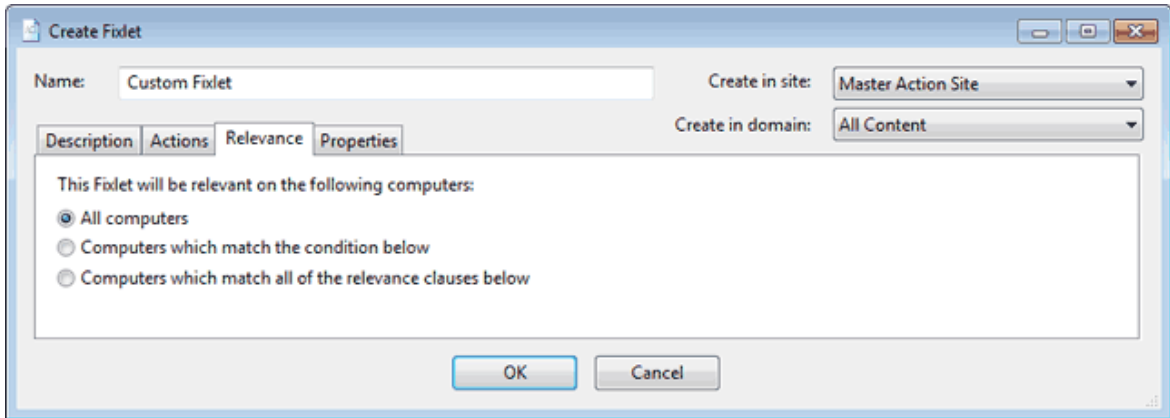 Create Fixlet
Name: Custom Fixlet Create in site: Master Action Site
Create in domain: All Content
Description Actions Relevance Properties
This Fixlet will be relevant on the following computers:
All computers
Computers which match the condition below
Computers which match all of the relevance clauses below
OK Cancel